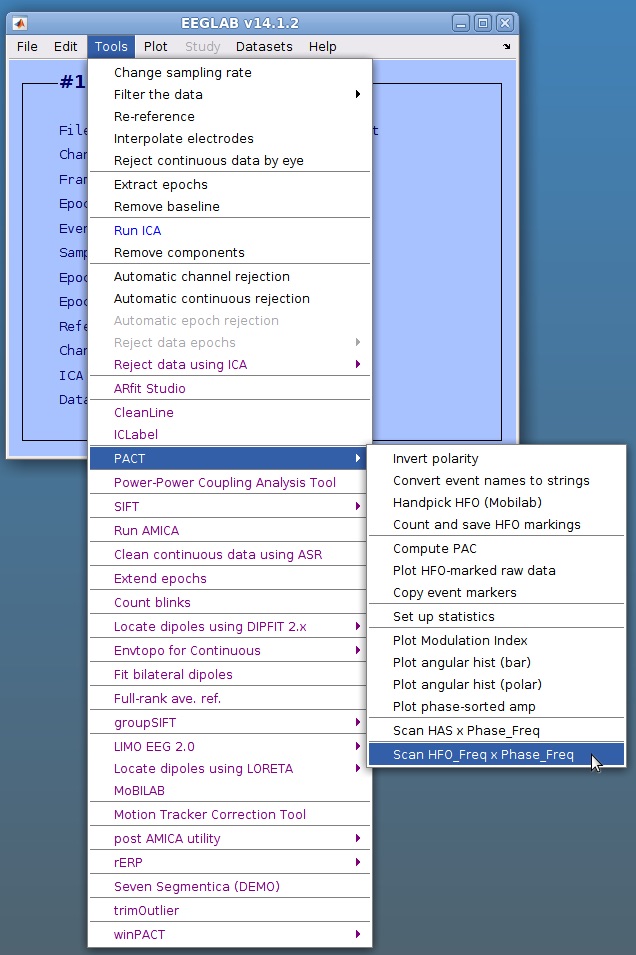 EEGLAB v14.1.2
File Edit Tools Plot Study Datasets Help
#1
Change sampling rate
Filter the data
Re-reference
Interpolate electrodes
Reject continuous data by eye
Extract epochs
Remove baseline
Run ICA
Remove components
Automatic channel rejection
Automatic continuous rejection
Automatic epoch rejection
Reject data epochs
Reject data using ICA
ARfit Studio
CleanLine
ICLabel
PACT
Power-Power Coupling Analysis Tool
SIFT
Run AMICA
Clean continuous data using ASR
Extend epochs
Count blinks
Locate dipoles using DIPFIT 2.x
Envtopo for Continuous
Fit bilateral dipoles
Full-rank ave. ref.
groupSIFT
LIMO EEG 2.0
Locate dipoles using LORETA
MoBILAB
Motion Tracker Correction Tool
post AMICA utility
rERP
Seven Segmentica (DEMO)
trimOutlier
winPACT
Invert polarity
Convert event names to strings
Handpick HFO (Mobilab)
Count and save HFO markings
Compute PAC
Plot HFO-marked raw data
Copy event markers
Set up statistics
Plot Modulation Index
Plot angular hist (bar)
Plot angular hist (polar)
Plot phase-sorted amp
Scan HAS x Phase_Freq
Scan HFO_Freq x Phase_Freq
File
Char
Fram
Epoc
Even
Samp
Epoc
Epoc
Refe
Chan
ICA
Data
t